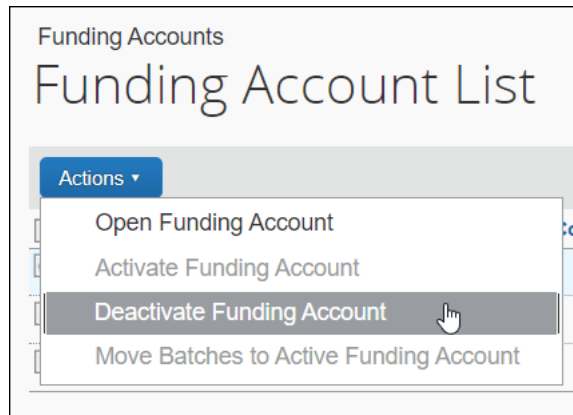 Funding Accounts
Funding Account List
Actions
Open Funding Account
Activate Funding Account
Deactivate Funding Account
Move Batches to Active Funding Account